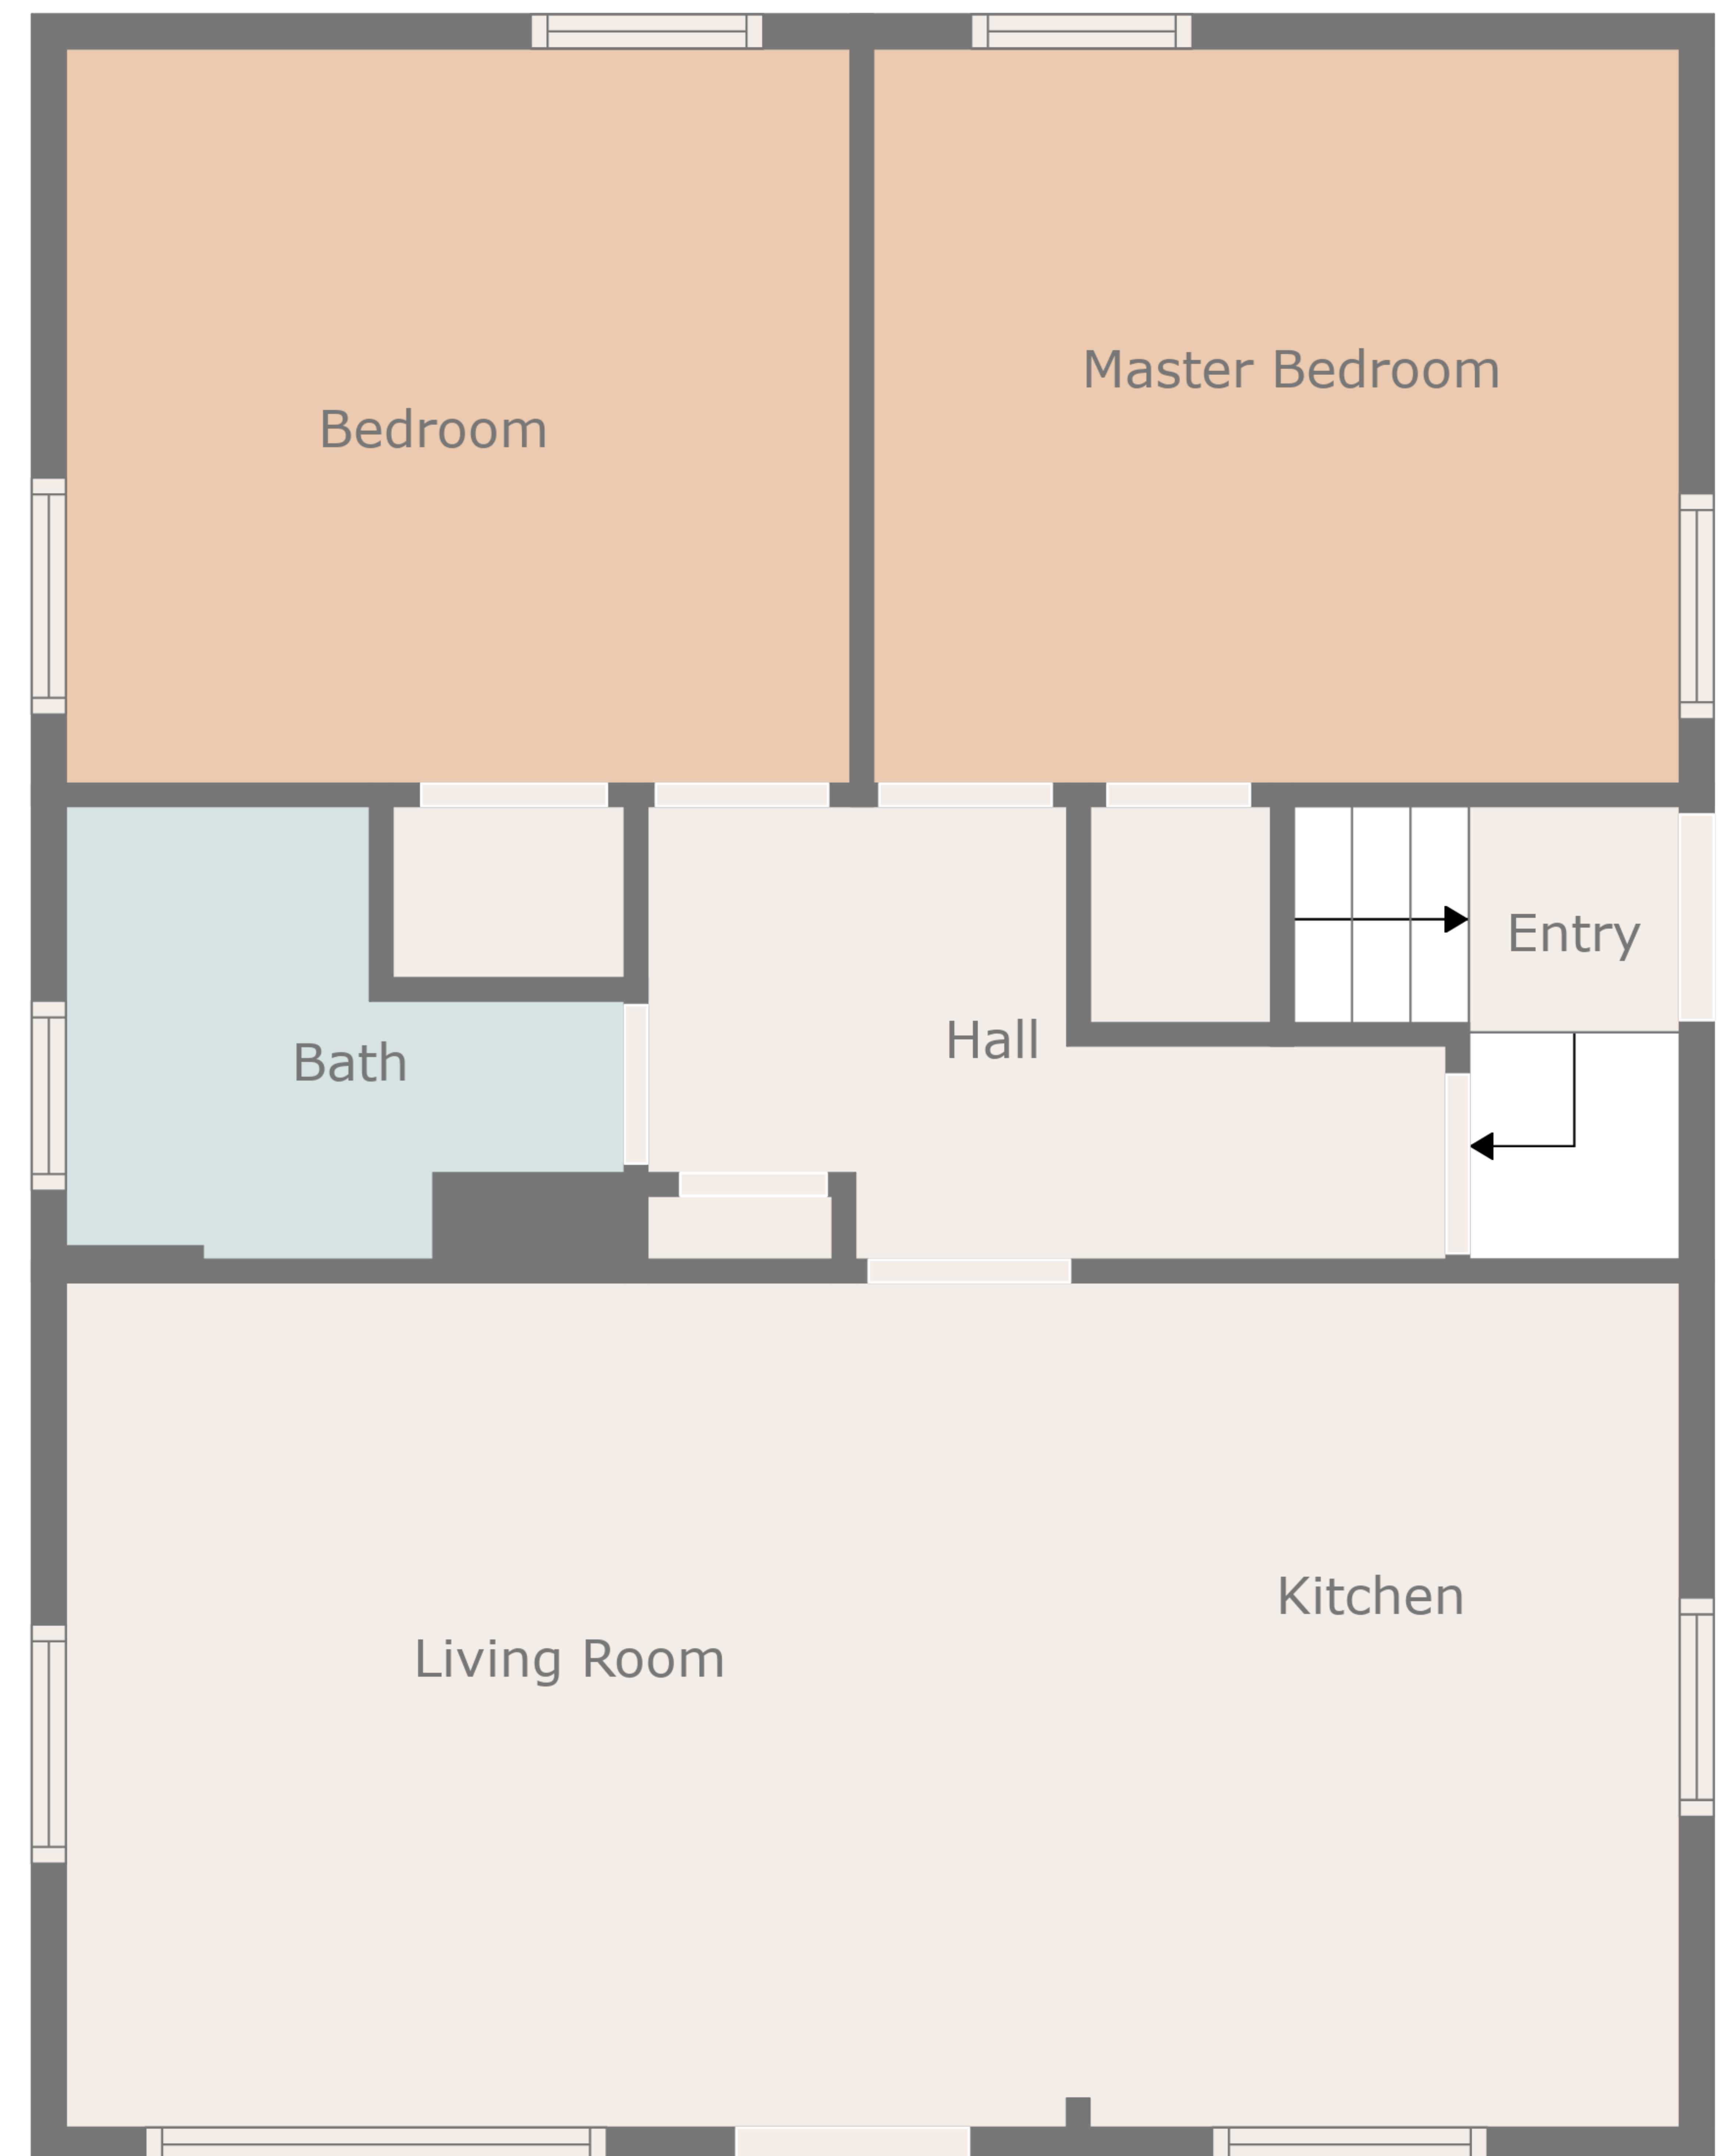 Master Bedroom
Bedroom
Entry
Hall
Bath
Kitchen
Living Room